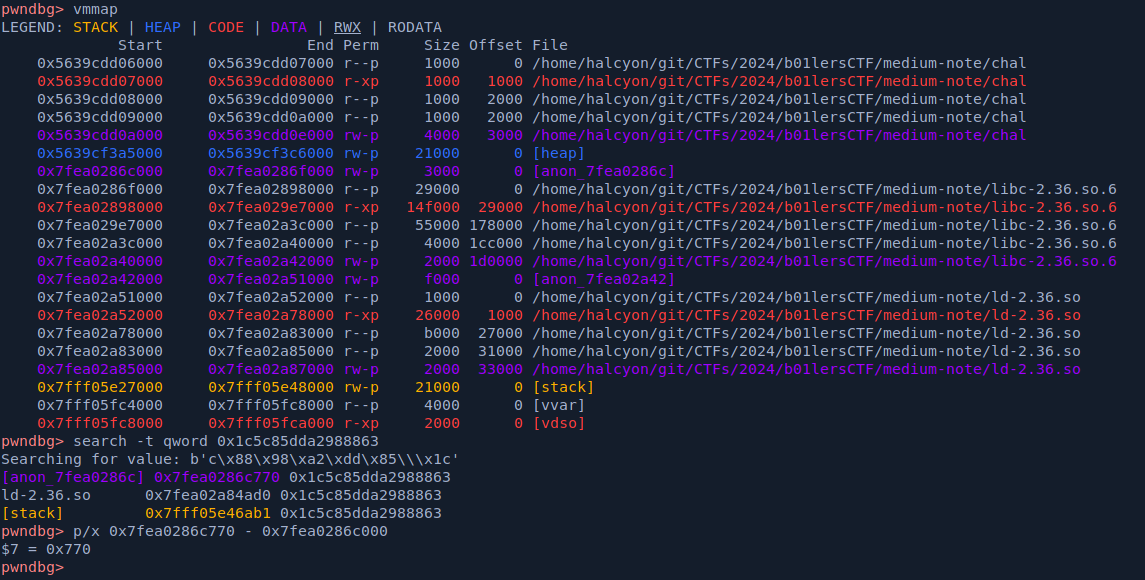 pwndbg> vmmap
LEGEND: STACK | HEAP | CODE | DATA | RWX | RODATA
Start End Perm Size Offset File
0x5639cdd06000 0x5639cdd07000 r--p 1000 0 /home/halcyon/git/CTFs/2024/b01lersCTF/medium-note/chal
0x5639cdd07000 0x5639cdd08000 r-xp 1000 1000 /home/halcyon/git/CTFs/2024/b01lersCTF/medium-note/chal
0x5639cdd08000 0x5639cdd09000 r--p 1000 2000 /home/halcyon/git/CTFs/2024/b01lersCTF/medium-note/chal
0x5639cdd09000 0x5639cdd0a000 r--p 1000 2000 /home/halcyon/git/CTFs/2024/b01lersCTF/medium-note/chal
0x5639cdd0a000 0x5639cdd0e000 rw-p 4000 3000 /home/halcyon/git/CTFs/2024/b01lersCTF/medium-note/chal
0x5639cf3a5000 0x5639cf3c6000 rw-p 21000 0 [heap]
0x7fea0286c000 0x7fea0286f000 rw-p 3000 0 [anon_7fea0286c]
0x7fea0286f000 0x7fea02898000 r--p 29000 0 /home/halcyon/git/CTFs/2024/b01lersCTF/medium-note/libc-2.36.so.6
0x7fea02898000 0x7fea029e7000 r-xp 14f000 29000 /home/halcyon/git/CTFs/2024/b01lersCTF/medium-note/libc-2.36.so.6
0x7fea029e7000 0x7fea02a3c000 r--p 55000 178000 /home/halcyon/git/CTFs/2024/b01lersCTF/medium-note/libc-2.36.so.6
0x7fea02a3c000 0x7fea02a40000 r--p 4000 1cc000 /home/halcyon/git/CTFs/2024/b01lersCTF/medium-note/libc-2.36.so.6
0x7fea02a40000 0x7fea02a42000 rw-p 2000 1d0000 /home/halcyon/git/CTFs/2024/b01lersCTF/medium-note/libc-2.36.so.6
0x7fea02a42000 0x7fea02a51000 rw-p f000 0 [anon_7fea02a42]
0x7fea02a51000 0x7fea02a52000 r--p 1000 0 /home/halcyon/git/CTFs/2024/b01lersCTF/medium-note/ld-2.36.so
0x7fea02a52000 0x7fea02a78000 r-xp 26000 1000 /home/halcyon/git/CTFs/2024/b01lersCTF/medium-note/ld-2.36.so
0x7fea02a78000 0x7fea02a83000 r--p b000 27000 /home/halcyon/git/CTFs/2024/b01lersCTF/medium-note/ld-2.36.so
0x7fea02a83000 0x7fea02a85000 r--p 2000 31000 /home/halcyon/git/CTFs/2024/b01lersCTF/medium-note/ld-2.36.so
0x7fea02a85000 0x7fea02a87000 rw-p 2000 33000 /home/halcyon/git/CTFs/2024/b01lersCTF/medium-note/ld-2.36.so
0x7fff05e27000 0x7fff05e48000 rw-p 21000 0 [stack]
0x7fff05fc4000 0x7fff05fc8000 r--p 4000 0 [vvar]
0x7fff05fc8000 0x7fff05fca000 r-xp 2000 0 [vdso]
pwndbg> search -t qword 0x1c5c85dda2988863
Searching for value: b'c\x88\x98\xa2\xdd\x85\\\x1c'
[anon_7fea0286c] 0x7fea0286c770 0x1c5c85dda2988863
ld-2.36.so 0x7fea02a84ad0 0x1c5c85dda2988863
[stack] 0x7fff05e46ab1 0x1c5c85dda2988863
pwndbg> p/x 0x7fea0286c770 - 0x7fea0286c000
$7 = 0x770
pwndbg>